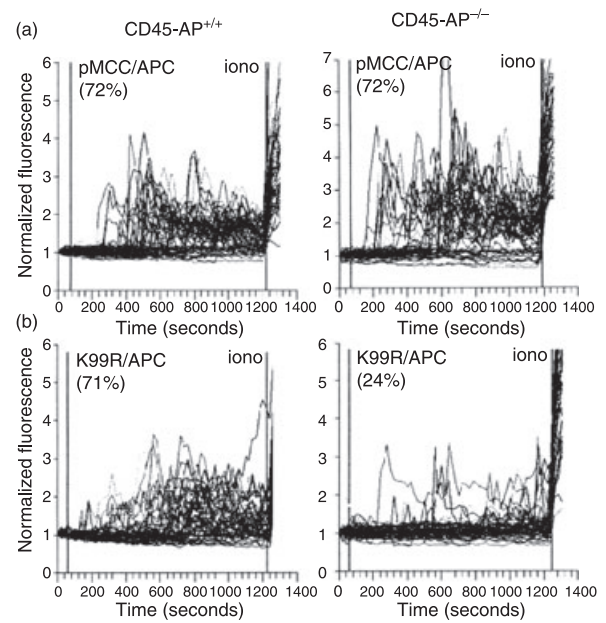 (a)
CD45-AP+/+
CD45-AP−/−
Normalized fluorescence
6
5
4
3
2
1
0
pMCC/APC
(72%)
iono
0 200 400 600 800 1000 1200 1400
Time (seconds)
7
6
5
4
3
2
1
0
pMCC/APC
(72%)
iono
0 200 400 600 800 1000 1200 1400
Time (seconds)
(b)
Normalized fluorescence
6
5
4
3
2
1
0
K99R/APC
(71%)
iono
0 200 400 600 800 1000 1200 1400
Time (seconds)
6
5
4
3
2
1
0
K99R/APC
(24%)
iono
0 200 400 600 800 1000 1200 1400
Time (seconds)